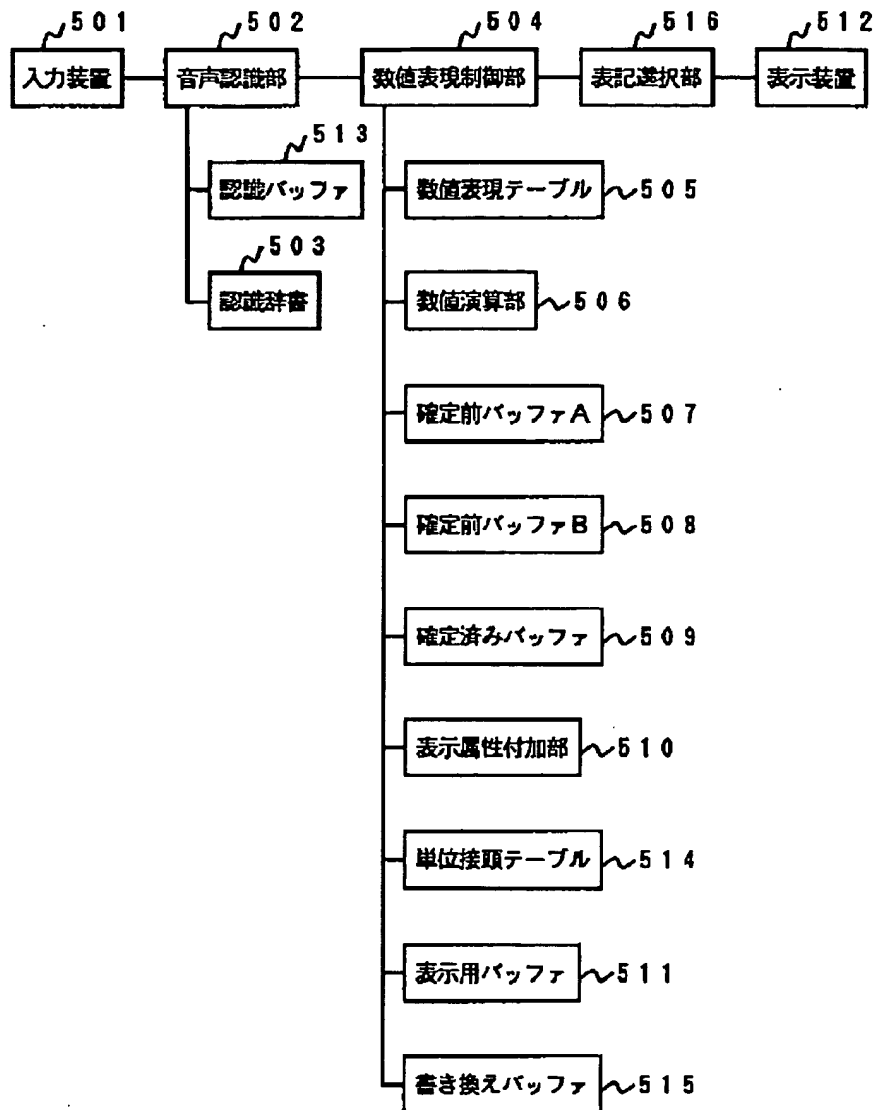 501 502 504 516 512
入力装置 音声認識部 数値表現制御部 表記選択部 表示装置
513
認識バッファ
数値表現テーブル 505
503
認識辞書
数値演算部 506
確定前バッファA 507
確定前バッファB 508
確定済みバッファ 509
表示属性付加部 510
単位接頭テーブル 514
表示用バッファ 511
書き換えバッファ 515